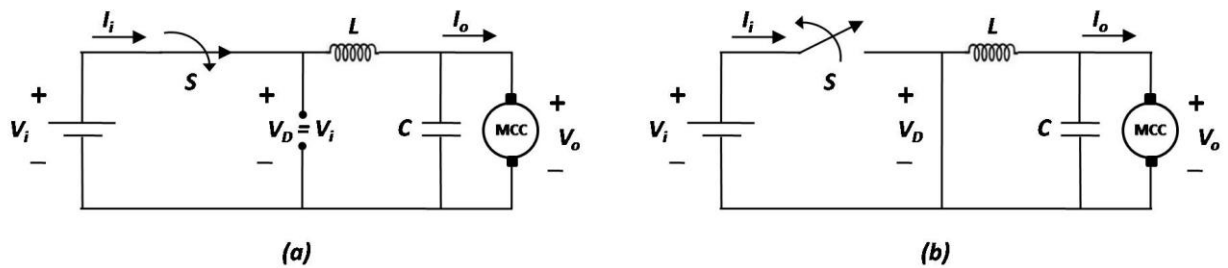 I_i
L
I_o
S
+
V_i
–
+
V_D = V_i
–
C
MCC
+
V_o
–
(a)
I_i
L
I_o
S
+
V_i
–
+
V_D
–
C
MCC
+
V_o
–
(b)